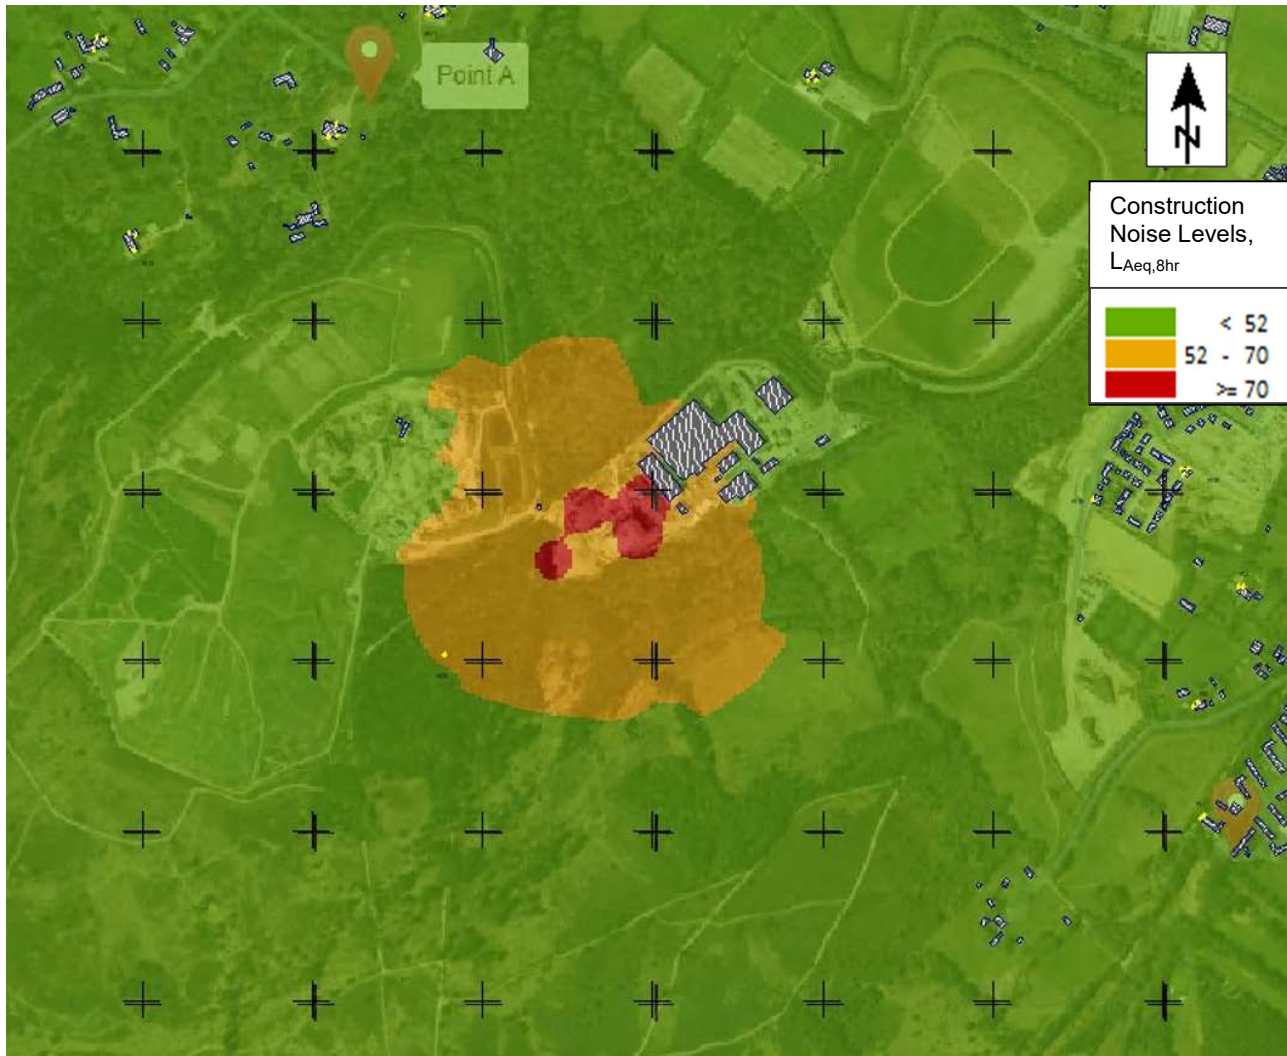 Point A
N
Construction
Noise Levels,
LAeq,8hr
< 52
52 - 70
>= 70